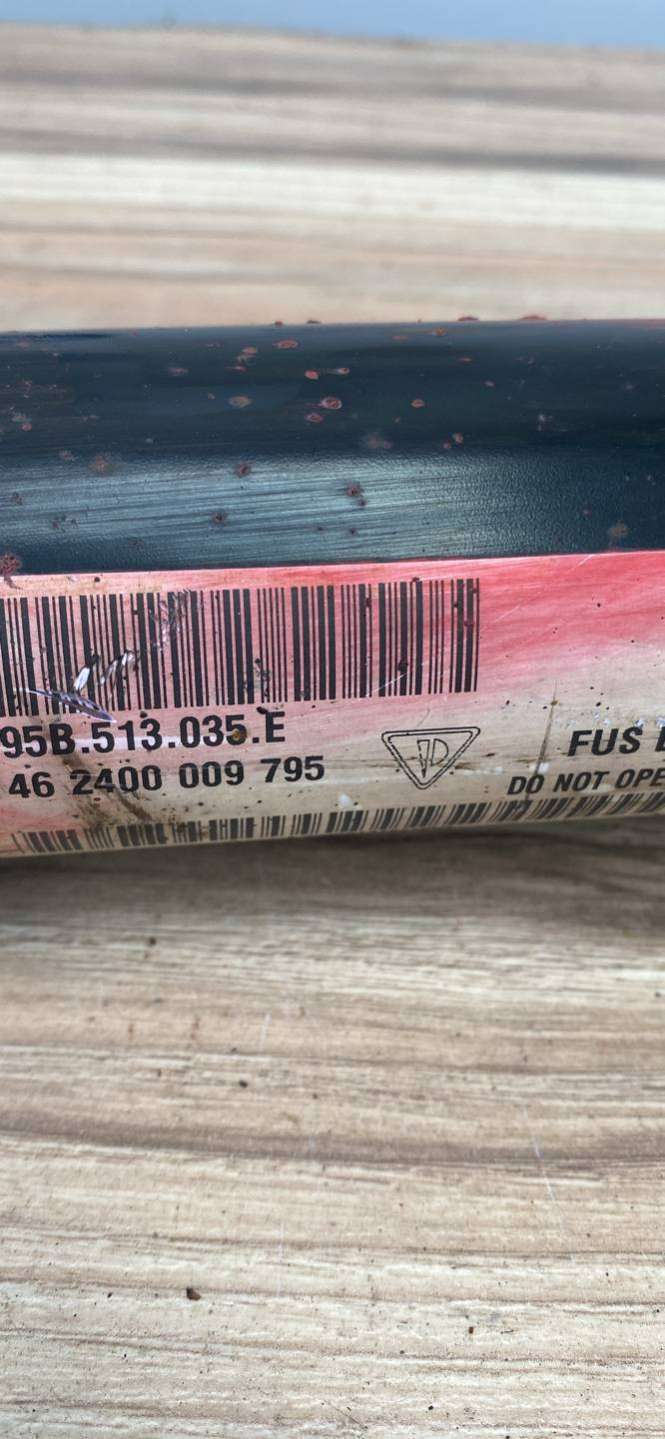 95B.513.035.E
46 2400 009 795
FUS
DO NOT OPE